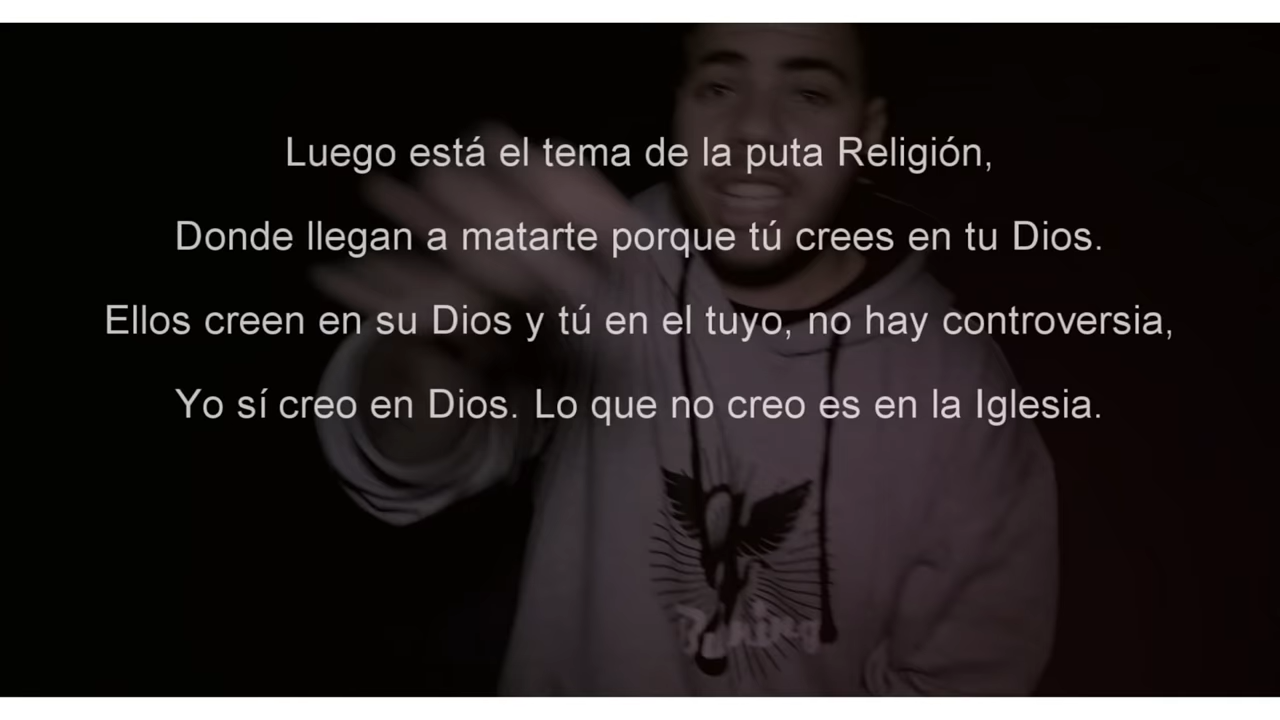 Luego está el tema de la puta Religión,
Donde llegan a matarte porque tú crees en tu Dios.
Ellos creen en su Dios y tú en el tuyo, no hay controversia,
Yo sí creo en Dios. Lo que no creo es en la Iglesia.